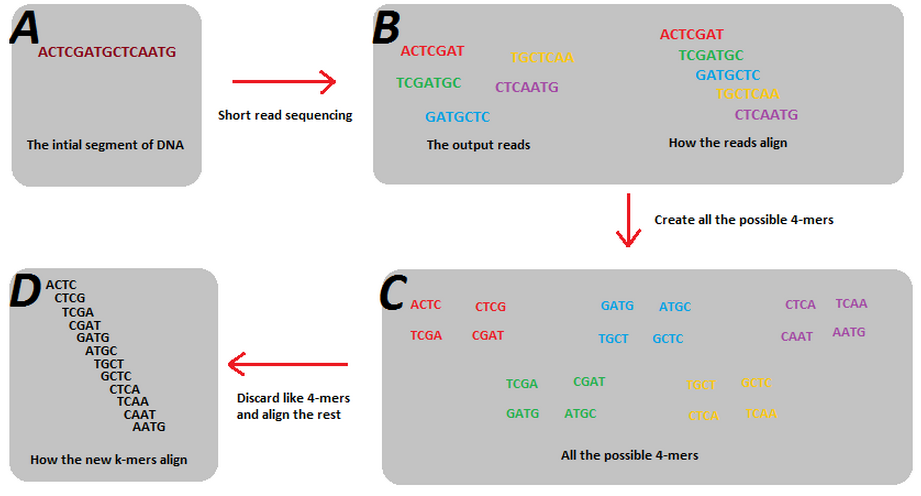 A
ACTCGATGCTCAATG
The intial segment of DNA
Short read sequencing
B
ACTCGAT
TGCTCAA
TCGATGC
CTCAATG
GATGCTC
The output reads
ACTCGAT
TCGATGC
GATGCTC
TGCTCAA
CTCAATG
How the reads align
Create all the possible 4-mers
C
ACTC CTCG
TCGA CGAT
GATG ATGC
TGCT GCTC
CTCA TCAA
CAAT AATG
TCGA CGAT
GATG ATGC
TGCT GCTC
CTCA TCAA
All the possible 4-mers
Discard like 4-mers
and align the rest
D
ACTC
CTCG
TCGA
CGAT
GATG
ATGC
TGCT
GCTC
CTCA
TCAA
CAAT
AATG
How the new k-mers align